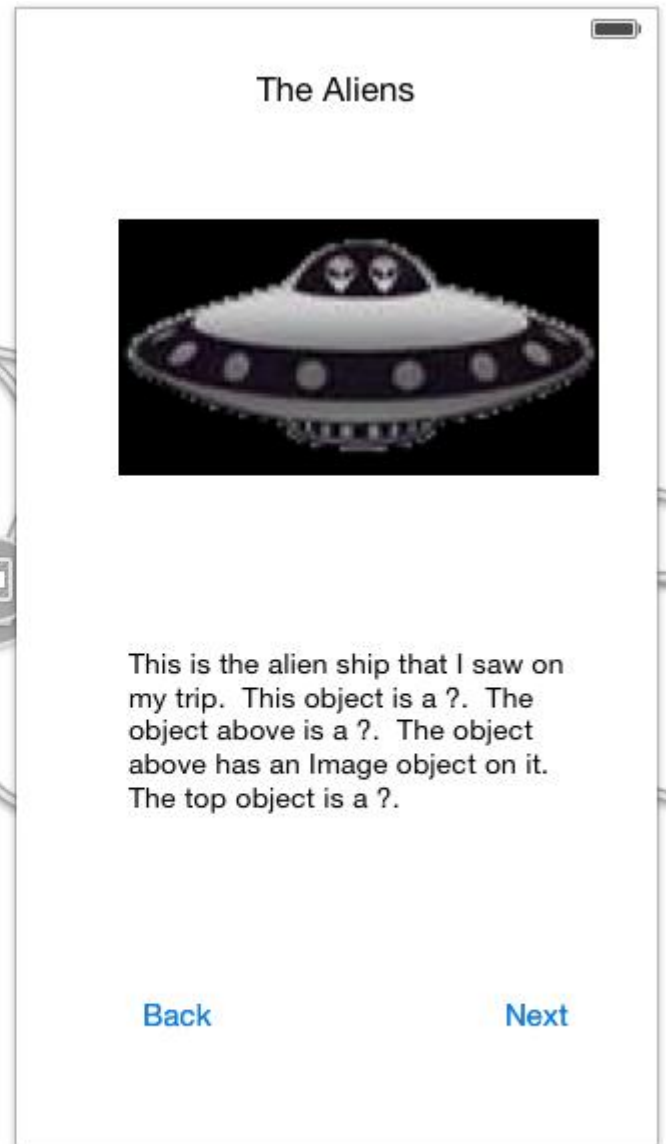 The Aliens
This is the alien ship that I saw on
my trip.  This object is a ?.  The
object above is a ?.  The object
above has an Image object on it.
The top object is a ?.
Back
Next